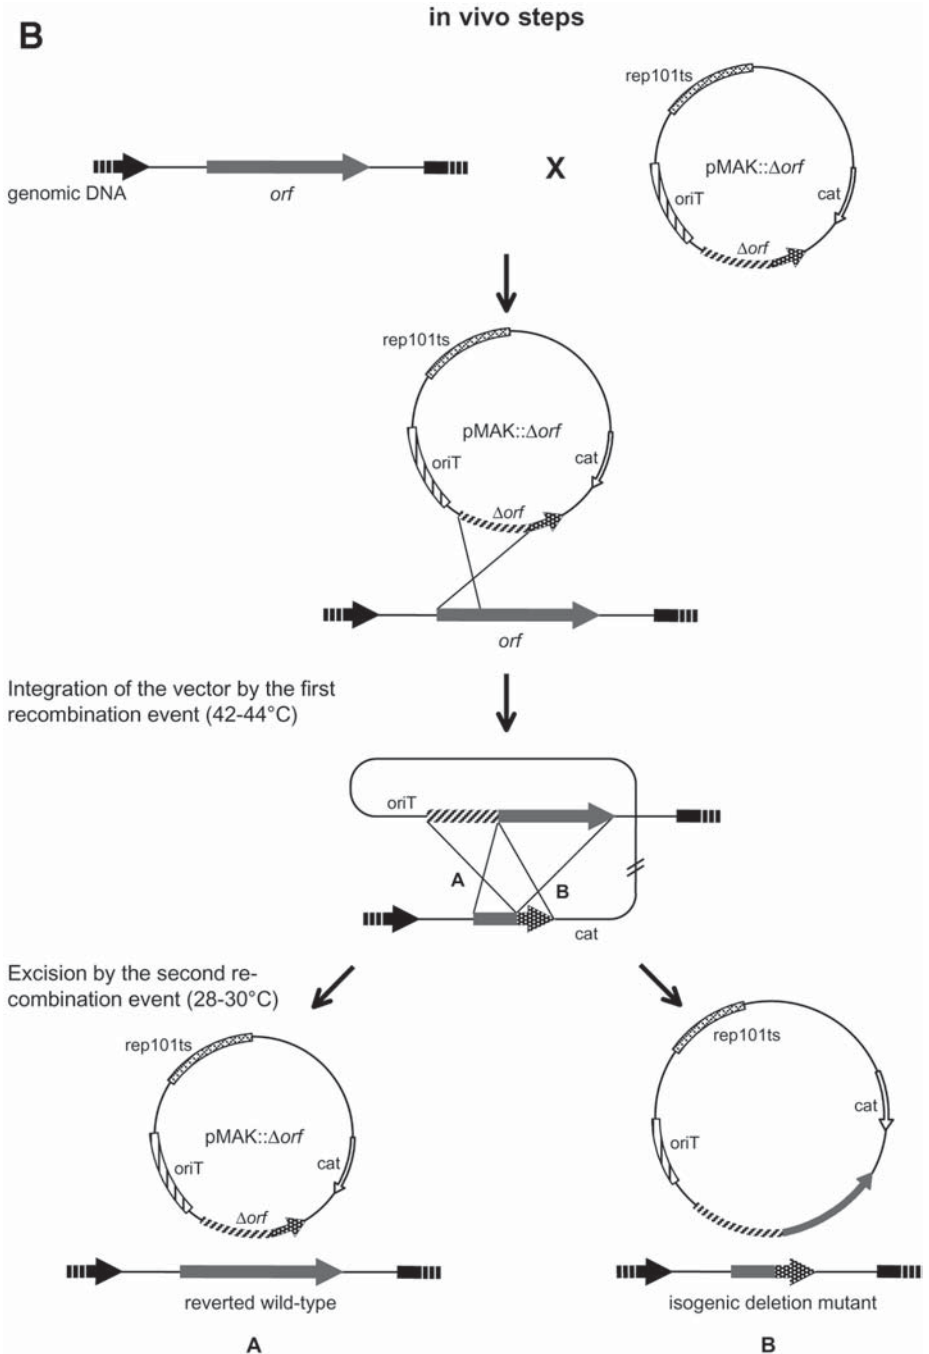 in vivo steps
B
rep101ts
pMAK::Δorf
X
cat
oriT
genomic DNA
orf
Δorf
rep101ts
pMAK::Δorf
cat
oriT
Δorf
orf
Integration of the vector by the first
recombination event (42-44°C)
oriT
A
B
cat
Excision by the second re-
combination event (28-30°C)
rep101ts
rep101ts
cat
pMAK::Δorf
oriT
cat
oriT
Δorf
reverted wild-type
isogenic deletion mutant
A
B